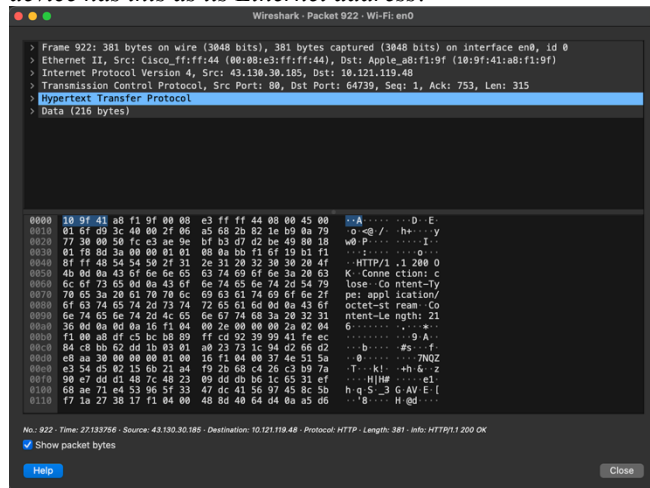 device has this as its Ethernet address?
Wireshark · Packet 922 · Wi-Fi: en0
> Frame 922: 381 bytes on wire (3048 bits), 381 bytes captured (3048 bits) on interface en0, id 0
> Ethernet II, Src: Cisco_ff:ff:44 (00:08:e3:ff:ff:44), Dst: Apple_a8:f1:9f (10:9f:41:a8:f1:9f)
> Internet Protocol Version 4, Src: 43.130.30.185, Dst: 10.121.119.48
> Transmission Control Protocol, Src Port: 80, Dst Port: 64739, Seq: 1, Ack: 753, Len: 315
> Hypertext Transfer Protocol
> Data (216 bytes)
0000 10 9f 41 a8 f1 9f 00 08 e3 ff ff 44 08 00 45 00 ··A····· ···D··E·
0010 01 6f d9 3c 40 00 2f 06 a5 68 2b 82 1e b9 0a 79 ·o·<@·/· ·h+····y
0020 77 30 00 50 fc e3 ae 9e bf b3 d7 d2 be 49 80 18 w0·P···· ·····I··
0030 01 f8 8d 3a 00 00 01 01 08 0a bb f1 6f 19 b1 f1 ···:···· ····o···
0040 8f ff 48 54 54 50 2f 31 2e 31 20 32 30 30 20 4f ··HTTP/1 .1 200 O
0050 4b 0d 0a 43 6f 6e 6e 65 63 74 69 6f 6e 3a 20 63 K··Conne ction: c
0060 6c 6f 73 65 0d 0a 43 6f 6e 74 65 6e 74 2d 54 79 lose··Co ntent-Ty
0070 70 65 3a 20 61 70 70 6c 69 63 61 74 69 6f 6e 2f pe: appl ication/
0080 6f 63 74 65 74 2d 73 74 72 65 61 6d 0d 0a 43 6f octet-st ream··Co
0090 6e 74 65 6e 74 2d 4c 65 6e 67 74 68 3a 20 32 31 ntent-Le ngth: 21
00a0 36 0d 0a 0d 0a 16 f1 04 00 2e 00 00 00 2a 02 04 6······· ·.···*··
00b0 f1 00 a8 df c5 bc b8 89 ff cd 92 39 99 41 fe ec ········ ···9·A··
00c0 84 c8 bb 62 dd 1b 03 01 a0 23 73 1c 94 d2 66 d2 ···b···· ·#s···f·
00d0 e8 aa 30 00 00 00 01 00 16 f1 04 00 37 4e 51 5a ··0····· ····7NQZ
00e0 e3 54 d5 02 15 6b 21 a4 f9 2b 68 c4 26 c3 b9 7a ·T···k!· ·+h·&··z
00f0 90 e7 dd d1 48 7c 48 23 09 dd db b6 1c 65 31 ef ····H|H# ·····e1·
0100 68 ae 71 e4 53 96 5f 33 47 dc 41 56 97 45 8c 5b h·q·S·_3 G·AV·E·[
0110 f7 1a 27 38 17 f1 04 00 48 8d 40 64 d4 0a a5 d6 ··'8···· H·@d····
No.: 922 · Time: 27.133756 · Source: 43.130.30.185 · Destination: 10.121.119.48 · Protocol: HTTP · Length: 381 · Info: HTTP/1.1 200 OK
Show packet bytes
Help
Close